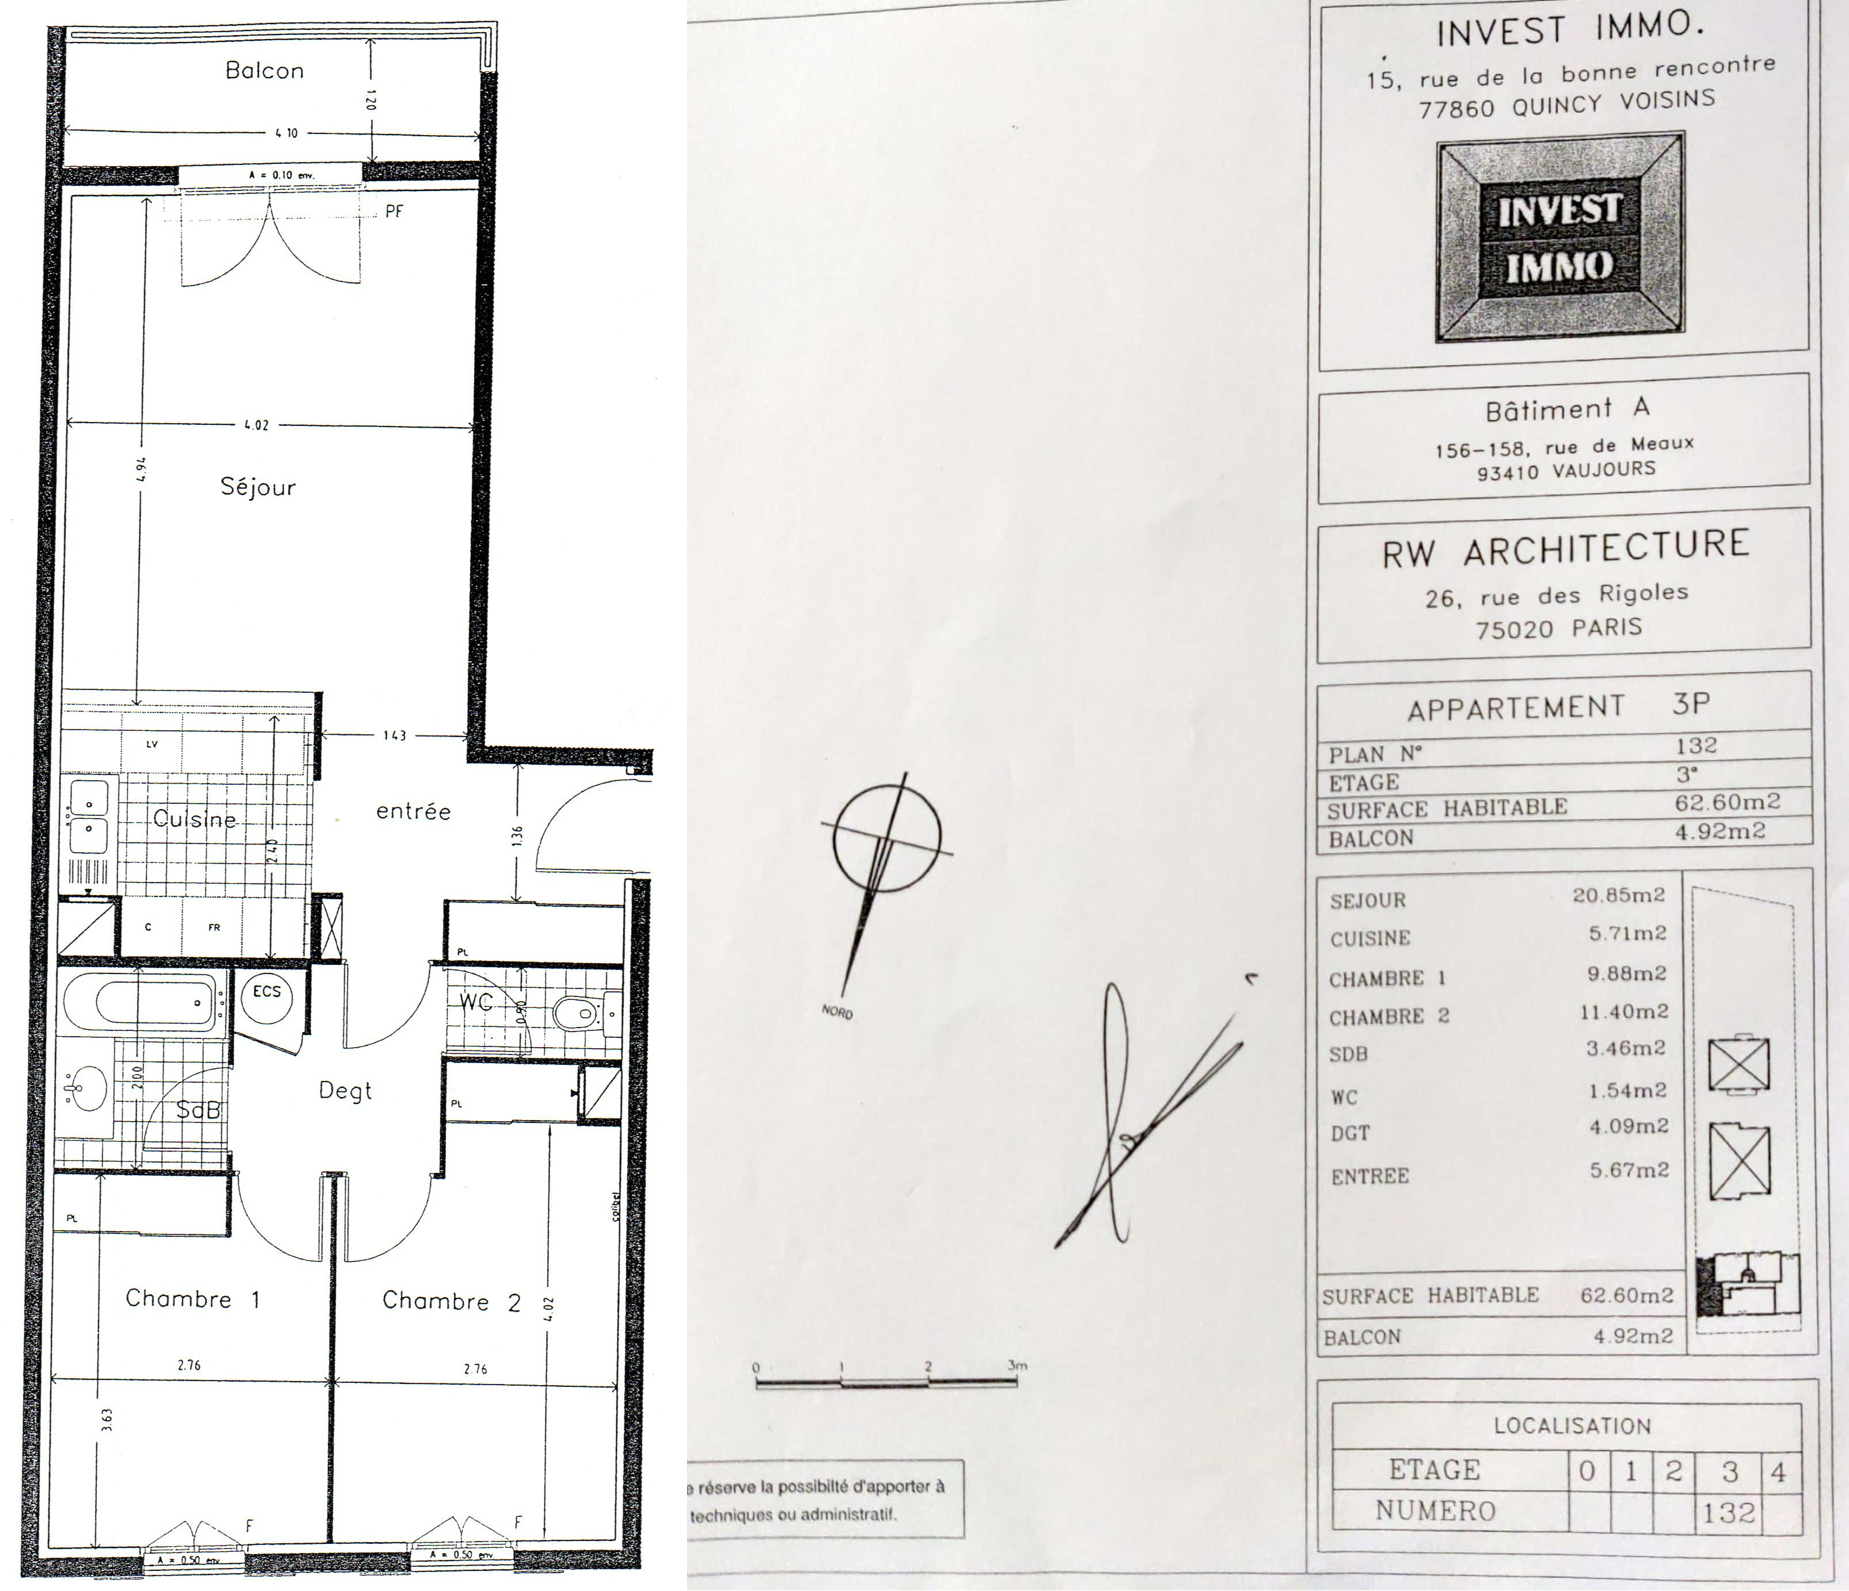 Balcon
1.20
4.10
A = 0.10 env.
PF
4.94
4.02
Séjour
1.43
LV
Cuisine
2.40
entrée
1.36
C
FR
PL
ECS
WC
0.90
2.00
SdB
Degt
PL
PL
calibel
Chambre 1
Chambre 2
4.02
2.76
2.76
3.63
F
F
A = 0.50 env.
A = 0.50 env.
NORD
0 1 2 3m
e réserve la possibilté d'apporter à
techniques ou administratif.
INVEST IMMO.
15, rue de la bonne rencontre
77860 QUINCY VOISINS
INVEST
IMMO
Bâtiment A
156-158, rue de Meaux
93410 VAUJOURS
RW ARCHITECTURE
26, rue des Rigoles
75020 PARIS
APPARTEMENT 3P
PLAN N° 132
ETAGE 3°
SURFACE HABITABLE 62.60m2
BALCON 4.92m2
SEJOUR 20.85m2
CUISINE 5.71m2
CHAMBRE 1 9.88m2
CHAMBRE 2 11.40m2
SDB 3.46m2
WC 1.54m2
DGT 4.09m2
ENTREE 5.67m2
SURFACE HABITABLE 62.60m2
BALCON 4.92m2
LOCALISATION
ETAGE 0 1 2 3 4
NUMERO 132